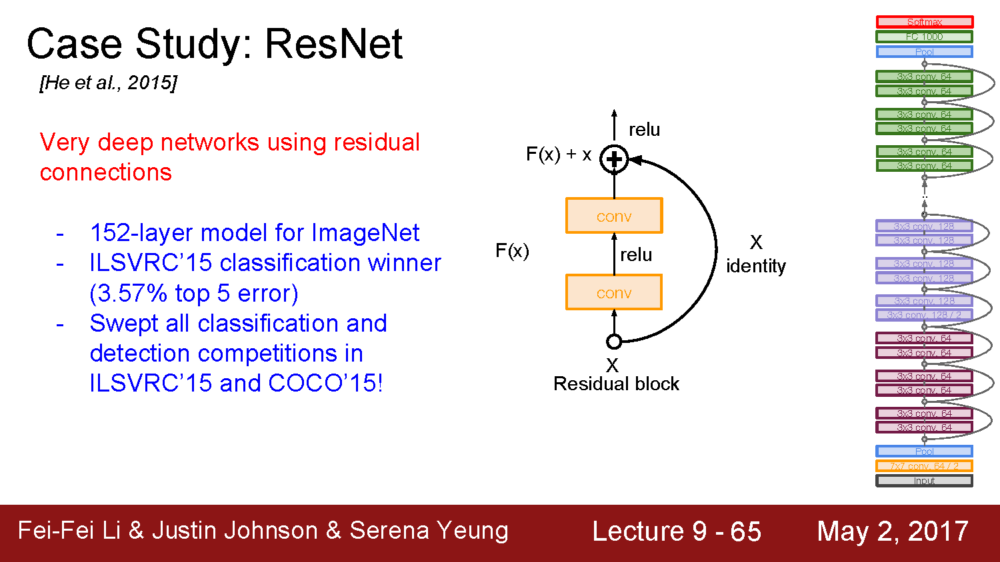 Case Study: ResNet
[He et al., 2015]
Very deep networks using residual
connections
- 152-layer model for ImageNet
- ILSVRC’15 classification winner
(3.57% top 5 error)
- Swept all classification and
detection competitions in
ILSVRC’15 and COCO’15!
relu
F(x) + x
conv
F(x)
relu
X
identity
conv
X
Residual block
Softmax
FC 1000
Pool
3x3 conv, 64
3x3 conv, 64
3x3 conv, 64
3x3 conv, 64
3x3 conv, 64
3x3 conv, 64
..
3x3 conv, 128
3x3 conv, 128
3x3 conv, 128
3x3 conv, 128
3x3 conv, 128
3x3 conv, 128 / 2
3x3 conv, 64
3x3 conv, 64
3x3 conv, 64
3x3 conv, 64
3x3 conv, 64
3x3 conv, 64
Pool
7x7 conv, 64 / 2
Input
Fei-Fei Li & Justin Johnson & Serena Yeung
Lecture 9 - 65
May 2, 2017